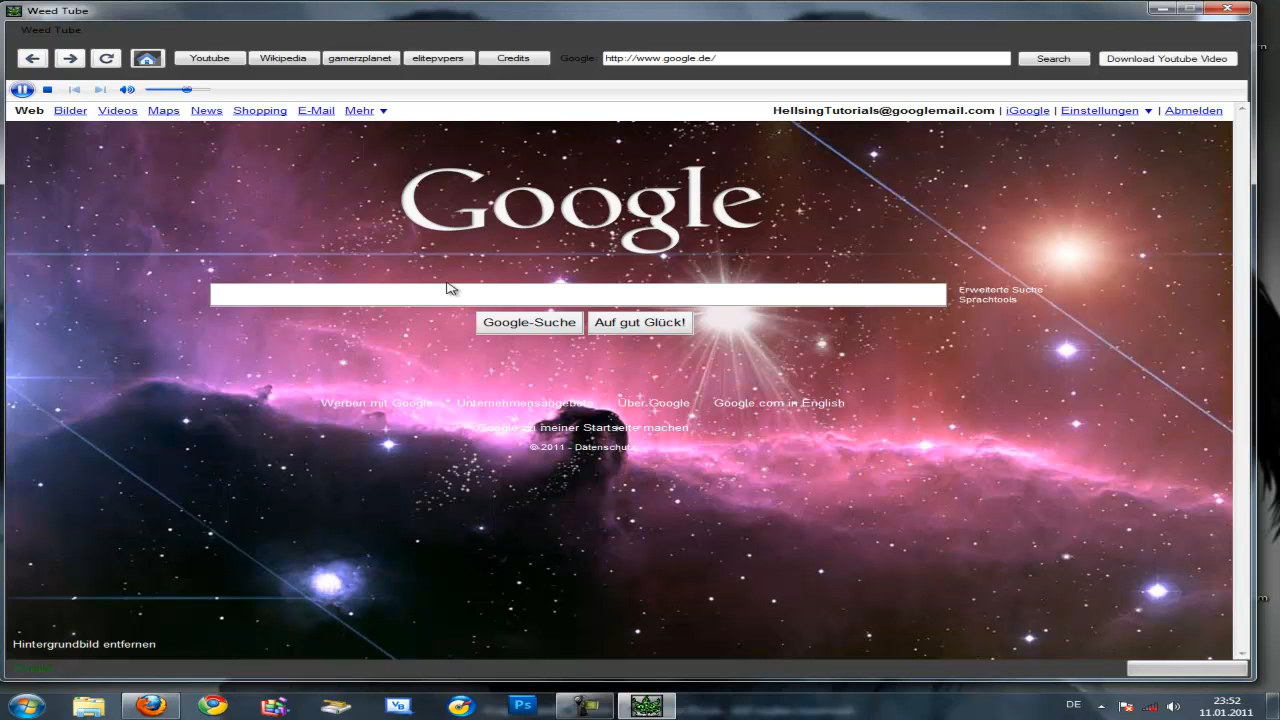 Weed Tube
Weed Tube
Youtube Wikipedia gamerzplanet elitepvpers Credits Google: http://www.google.de/ Search Download Youtube Video
Web Bilder Videos Maps News Shopping E-Mail Mehr HellsingTutorials@googlemail.com | iGoogle | Einstellungen | Abmelden
Google
Erweiterte Suche
Sprachtools
Google-Suche Auf gut Glück!
Werben mit Google Unternehmensangebote Über Google Google.com in English
Google zu meiner Startseite machen
© 2011 - Datenschutz
Hintergrundbild entfernen
VB Ps DE 23:52
11.01.2011